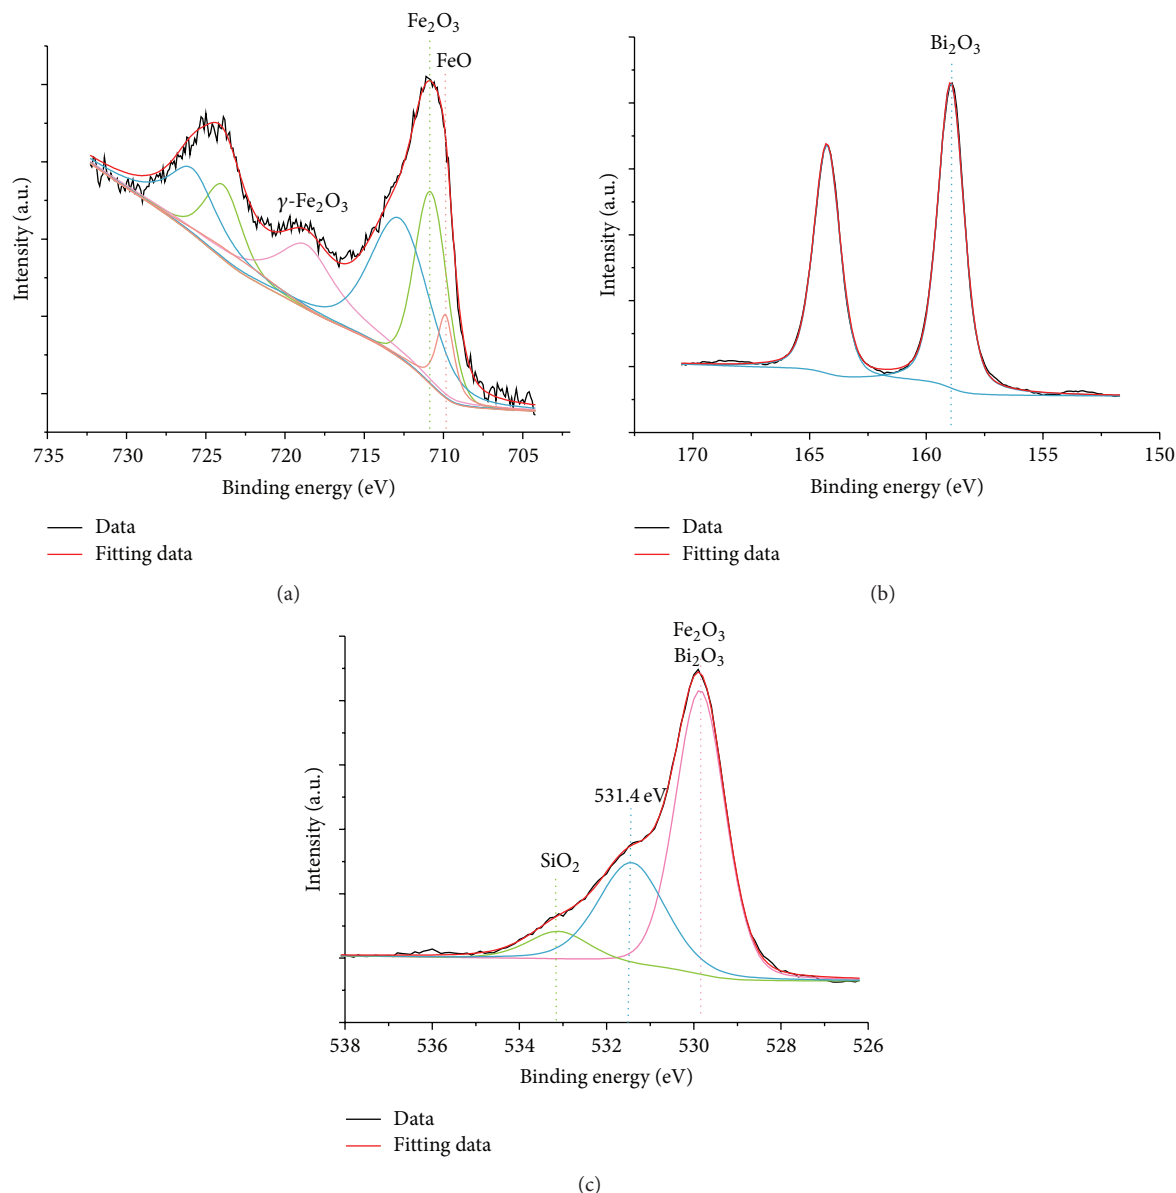 Fe₂O₃
FeO
γ-Fe₂O₃
Intensity (a.u.)
735 730 725 720 715 710 705
Binding energy (eV)
Data
Fitting data
(a)
Bi₂O₃
Intensity (a.u.)
170 165 160 155 150
Binding energy (eV)
Data
Fitting data
(b)
Fe₂O₃
Bi₂O₃
531.4 eV
SiO₂
Intensity (a.u.)
538 536 534 532 530 528 526
Binding energy (eV)
Data
Fitting data
(c)